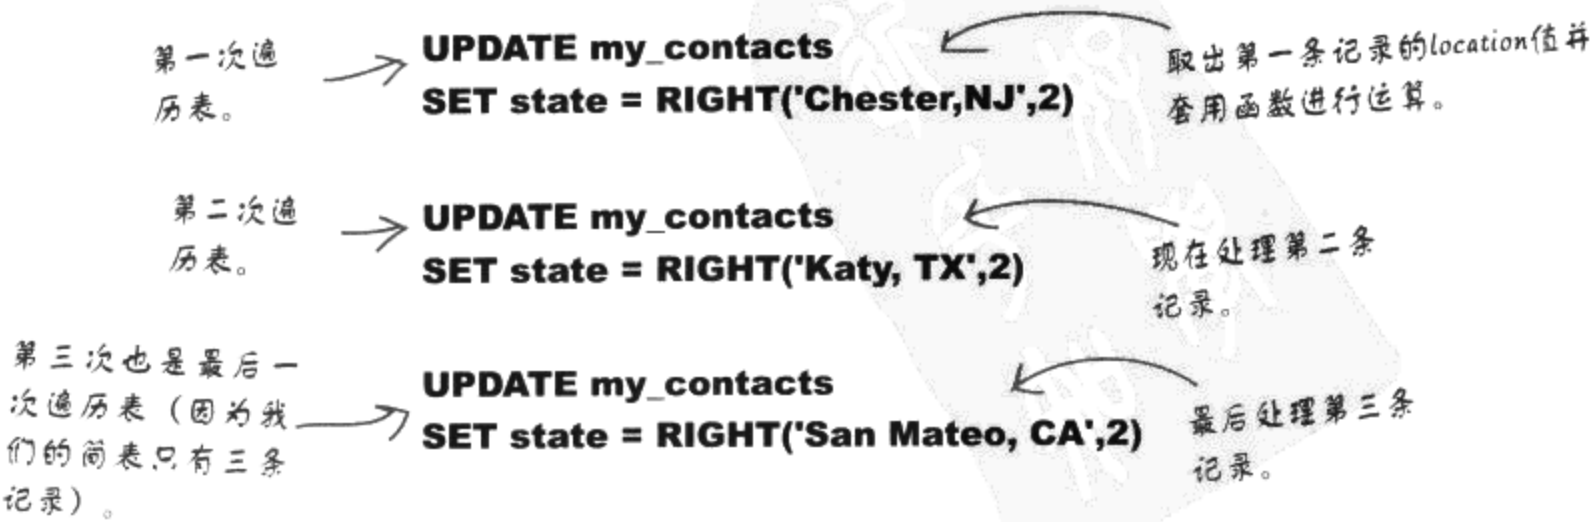 第一次遍
历表。
UPDATE my_contacts
SET state = RIGHT('Chester,NJ',2)
取出第一条记录的location值并
套用函数进行运算。
第二次遍
历表。
UPDATE my_contacts
SET state = RIGHT('Katy, TX',2)
现在处理第二条
记录。
第三次也是最后一
次遍历表（因为我
们的简表只有三条
记录）。
UPDATE my_contacts
SET state = RIGHT('San Mateo, CA',2)
最后处理第三条
记录。